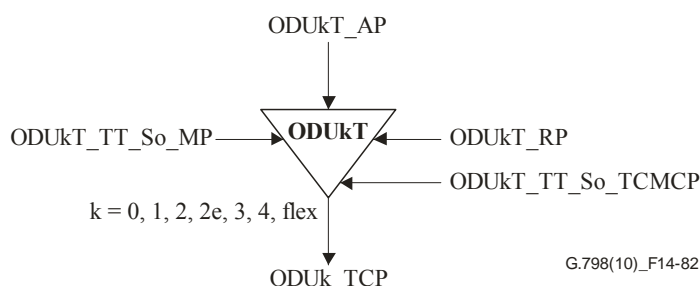 ODUkT_AP
ODUkT
ODUkT_TT_So_MP
ODUkT_RP
ODUkT_TT_So_TCMCP
k = 0, 1, 2, 2e, 3, 4, flex
G.798(10)_F14-82
ODUk_TCP